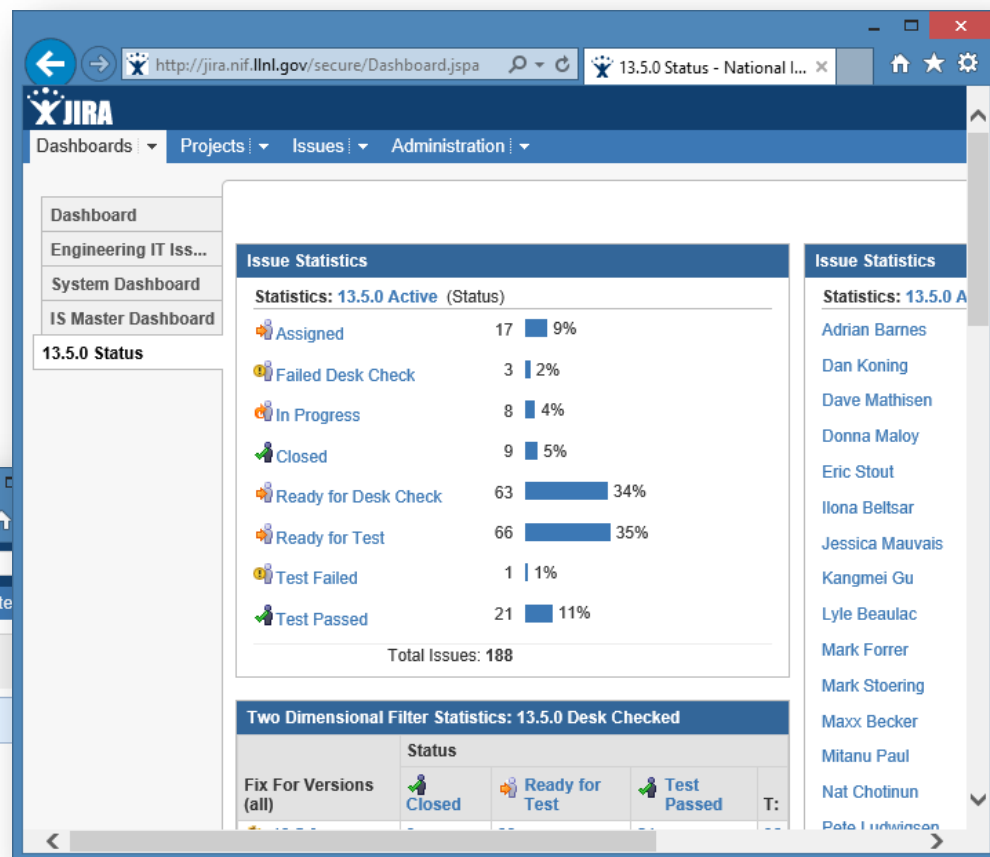 http://jira.nif.llnl.gov/secure/Dashboard.jspa
13.5.0 Status - National I...
JIRA
Dashboards Projects Issues Administration
Dashboard
Engineering IT Iss...
System Dashboard
IS Master Dashboard
13.5.0 Status
Issue Statistics
Statistics: 13.5.0 Active (Status)
Assigned 17 9%
Failed Desk Check 3 2%
In Progress 8 4%
Closed 9 5%
Ready for Desk Check 63 34%
Ready for Test 66 35%
Test Failed 1 1%
Test Passed 21 11%
Total Issues: 188
Two Dimensional Filter Statistics: 13.5.0 Desk Checked
Status
Fix For Versions
(all)
Closed
Ready for
Test
Test
Passed
T:
Issue Statistics
Statistics: 13.5.0 A
Adrian Barnes
Dan Koning
Dave Mathisen
Donna Maloy
Eric Stout
Ilona Beltsar
Jessica Mauvais
Kangmei Gu
Lyle Beaulac
Mark Forrer
Mark Stoering
Maxx Becker
Mitanu Paul
Nat Chotinun
Pete Ludwigsen